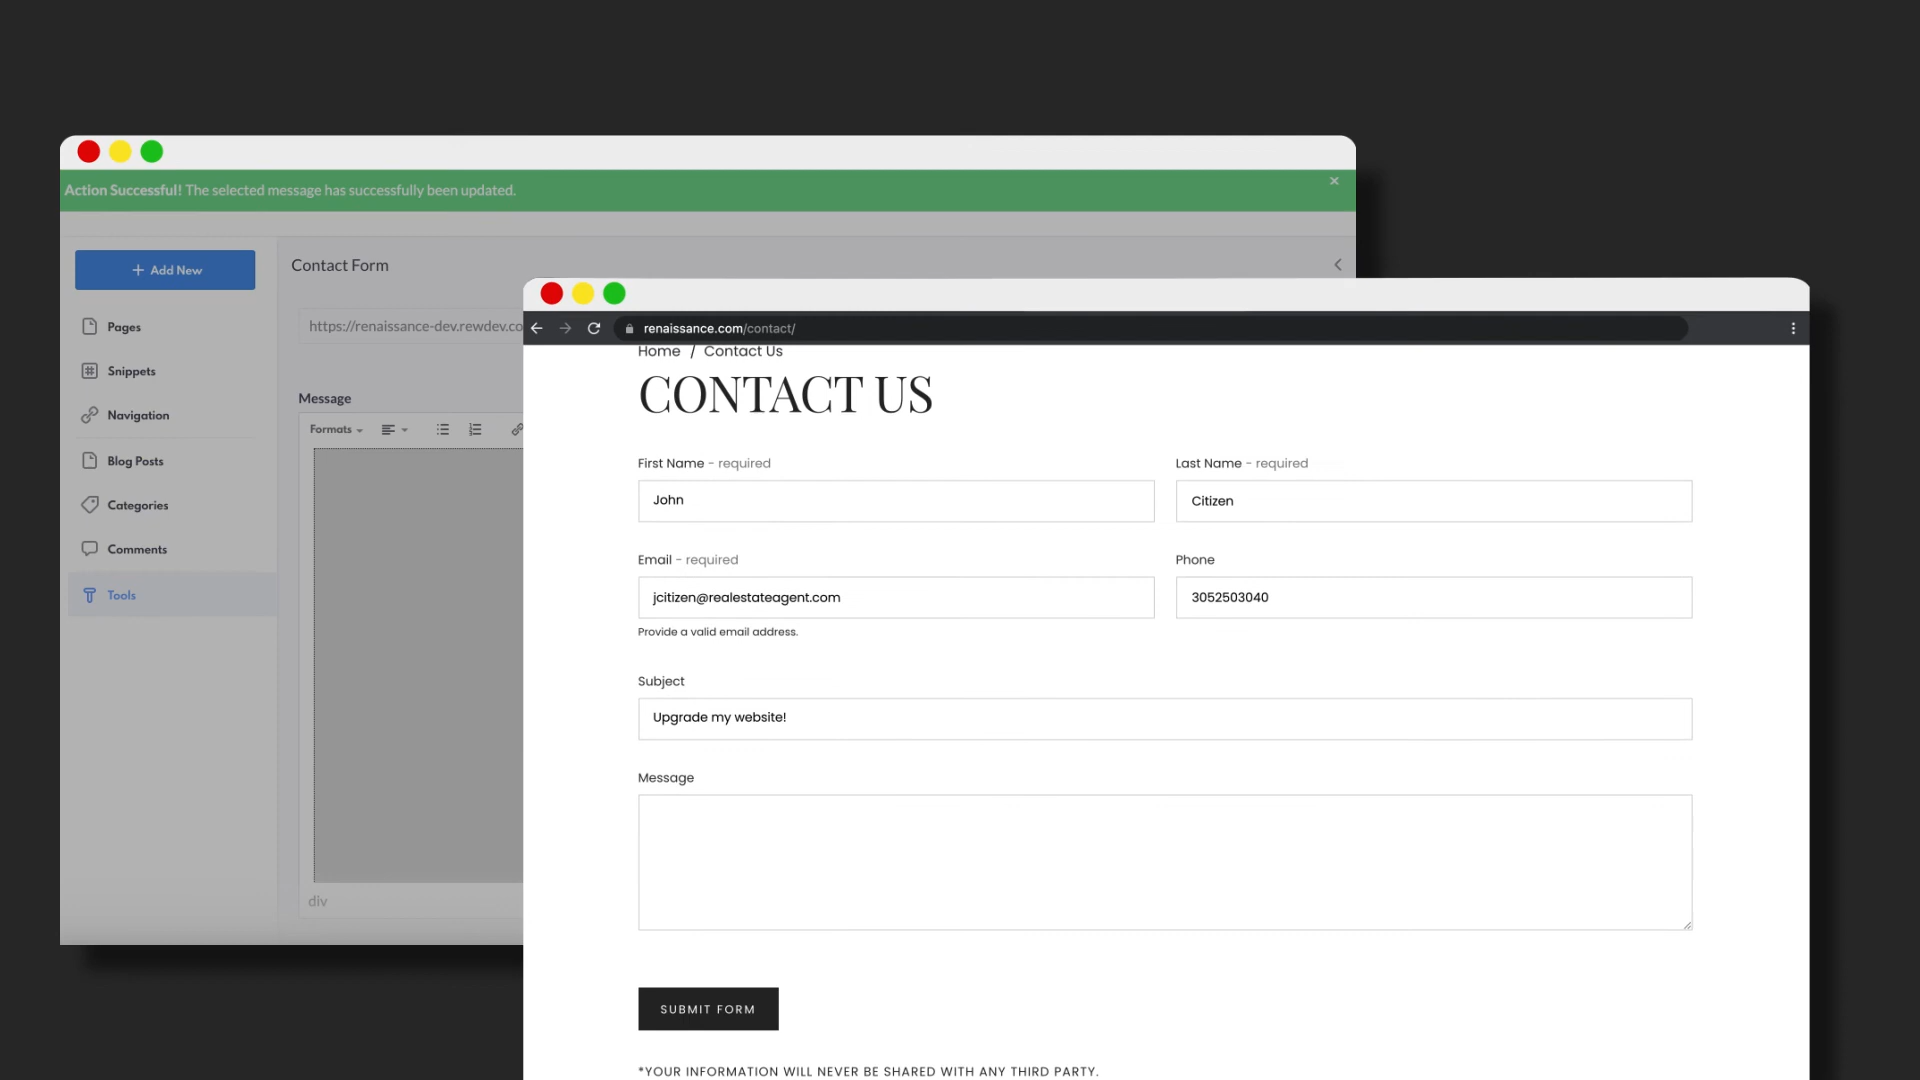 Action Successful! The selected message has successfully been updated.
Add New
Pages
Snippets
Navigation
Blog Posts
Categories
Comments
Tools
Contact Form
https://renaissance-dev.rewdev.co
Message
Formats
div
renaissance.com/contact/
Home / Contact Us
CONTACT US
First Name - required
John
Last Name - required
Citizen
Email - required
jcitizen@realestateagent.com
Provide a valid email address.
Phone
3052503040
Subject
Upgrade my website!
Message
SUBMIT FORM
*YOUR INFORMATION WILL NEVER BE SHARED WITH ANY THIRD PARTY.